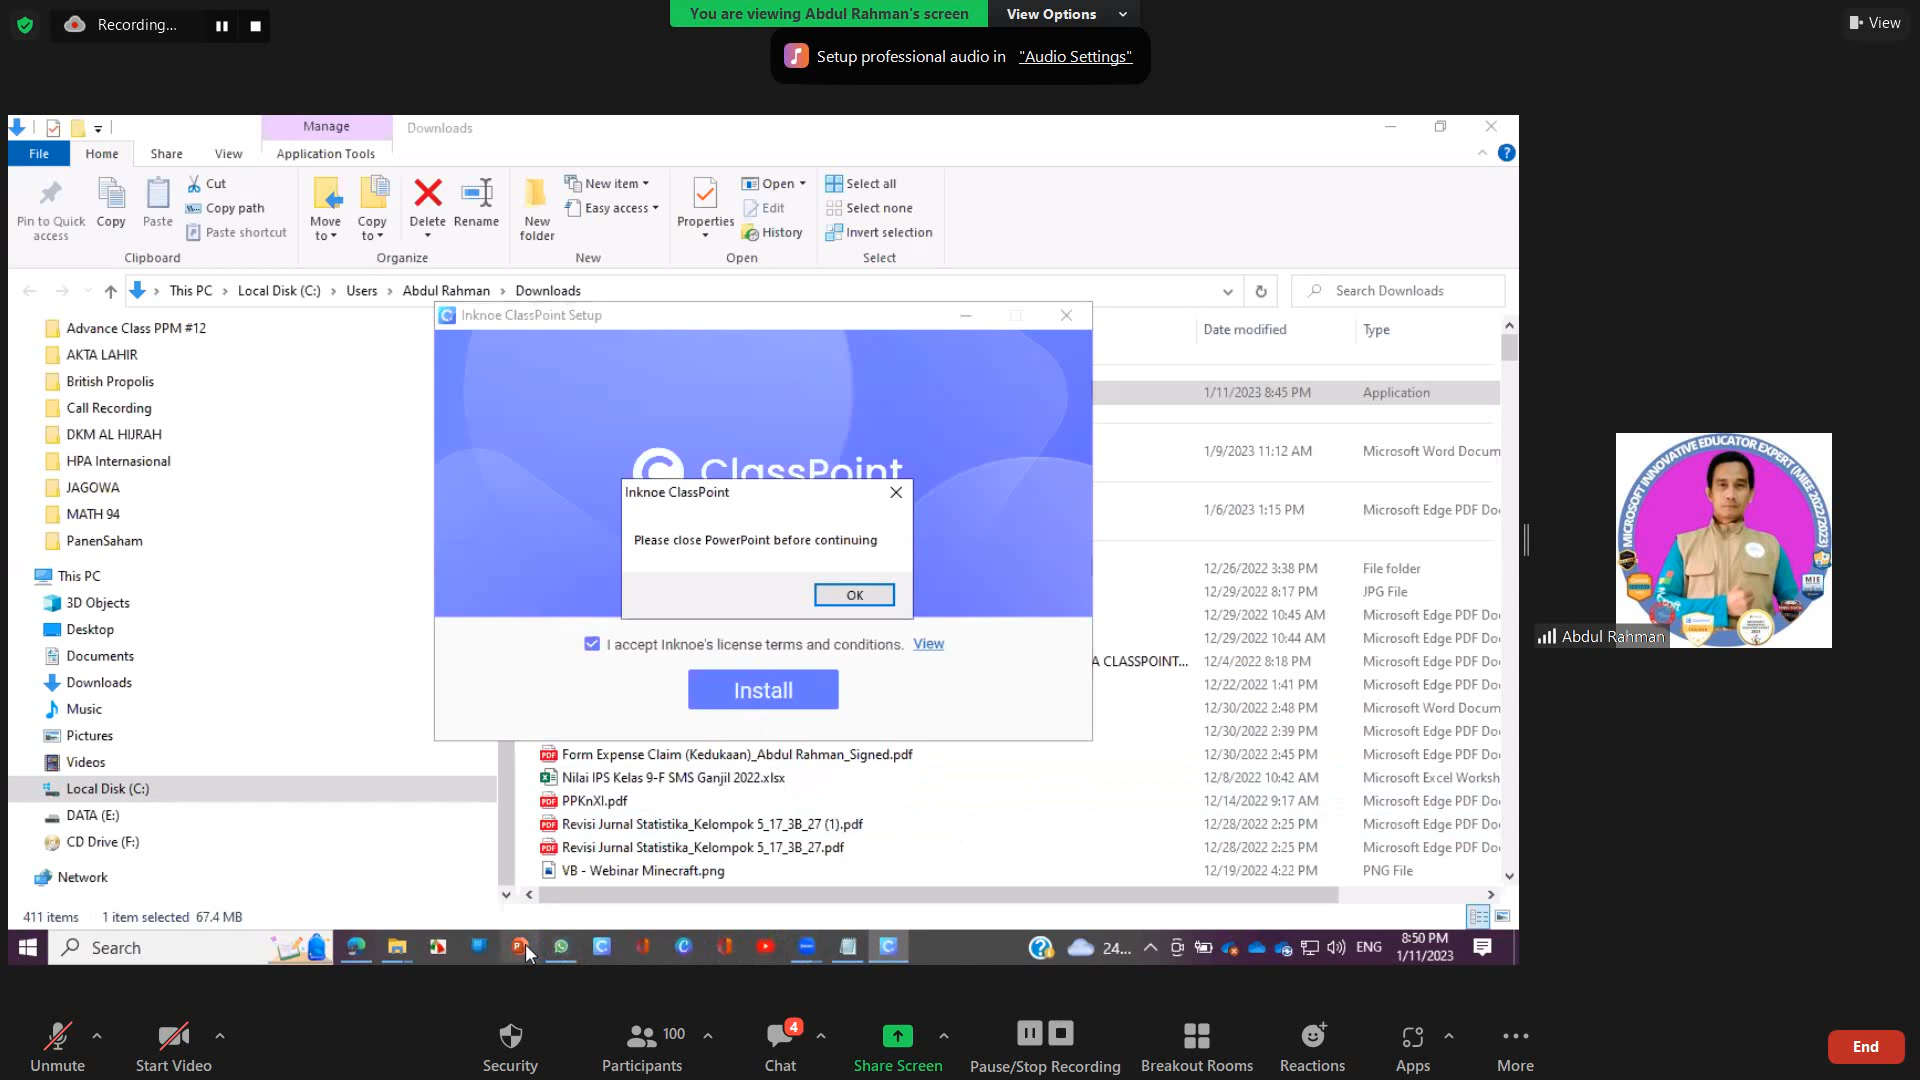 Recording...
You are viewing Abdul Rahman's screen
View Options
View
Setup professional audio in "Audio Settings"
Manage
Downloads
File
Home
Share
View
Application Tools
Pin to Quick access
Copy
Paste
Cut
Copy path
Paste shortcut
Clipboard
Move to
Copy to
Delete
Rename
Organize
New folder
New item
Easy access
New
Properties
Open
Edit
History
Open
Select all
Select none
Invert selection
Select
This PC > Local Disk (C:) > Users > Abdul Rahman > Downloads
Search Downloads
Advance Class PPM #12
AKTA LAHIR
British Propolis
Call Recording
DKM AL HIJRAH
HPA Internasional
JAGOWA
MATH 94
PanenSaham
This PC
3D Objects
Desktop
Documents
Downloads
Music
Pictures
Videos
Local Disk (C:)
DATA (E:)
CD Drive (F:)
Network
Inknoe ClassPoint Setup
ClassPoint
Inknoe ClassPoint
Please close PowerPoint before continuing
OK
I accept Inknoe's license terms and conditions. View
Install
Date modified Type
1/11/2023 8:45 PM Application
1/9/2023 11:12 AM Microsoft Word Docum
1/6/2023 1:15 PM Microsoft Edge PDF Do
12/26/2022 3:38 PM File folder
12/29/2022 8:17 PM JPG File
12/29/2022 10:45 AM Microsoft Edge PDF Do
12/29/2022 10:44 AM Microsoft Edge PDF Do
A CLASSPOINT... 12/4/2022 8:18 PM Microsoft Edge PDF Do
12/22/2022 1:41 PM Microsoft Edge PDF Do
12/30/2022 2:48 PM Microsoft Word Docum
12/30/2022 2:39 PM Microsoft Edge PDF Do
Form Expense Claim (Kedukaan)_Abdul Rahman_Signed.pdf 12/30/2022 2:45 PM Microsoft Edge PDF Do
Nilai IPS Kelas 9-F SMS Ganjil 2022.xlsx 12/8/2022 10:42 AM Microsoft Excel Worksh
PPKnXI.pdf 12/14/2022 9:17 AM Microsoft Edge PDF Do
Revisi Jurnal Statistika_Kelompok 5_17_3B_27 (1).pdf 12/28/2022 2:25 PM Microsoft Edge PDF Do
Revisi Jurnal Statistika_Kelompok 5_17_3B_27.pdf 12/28/2022 2:25 PM Microsoft Edge PDF Do
VB - Webinar Minecraft.png 12/19/2022 4:22 PM PNG File
411 items 1 item selected 67.4 MB
Search
24...
ENG
8:50 PM
1/11/2023
MICROSOFT INNOVATIVE EDUCATOR EXPERT (MIEE 2022/2023)
MIE
Abdul Rahman
Unmute
Start Video
Security
100
Participants
4
Chat
Share Screen
Pause/Stop Recording
Breakout Rooms
Reactions
Apps
More
End